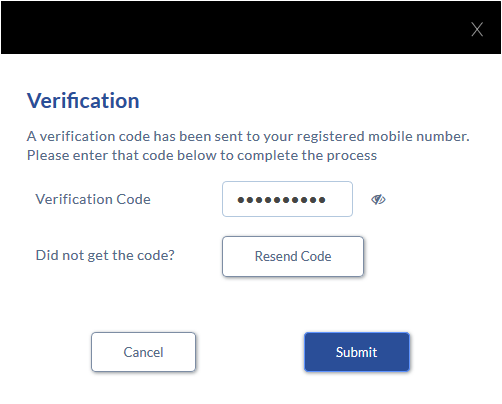 X
Verification
A verification code has been sent to your registered mobile number.
Please enter that code below to complete the process
Verification Code ••••••••••
Did not get the code? Resend Code
Cancel Submit